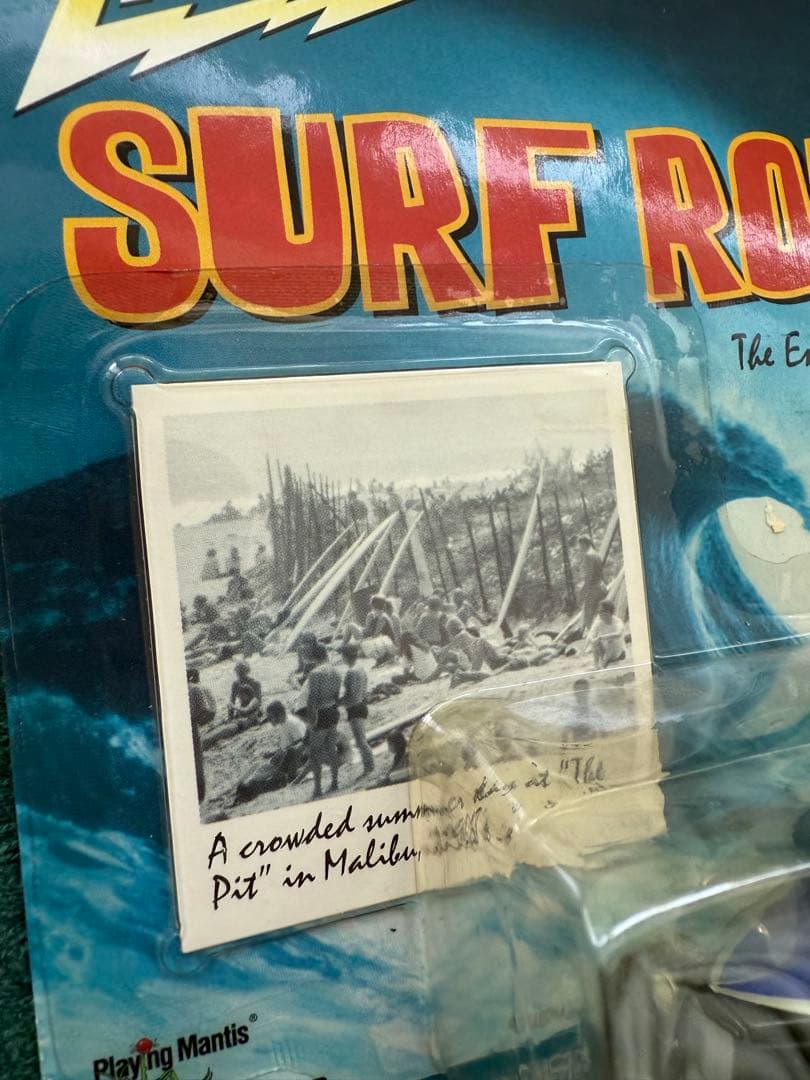 SURF RO
The E
A crowded summer day at "The
Pit" in Malibu,
Playing Mantis®